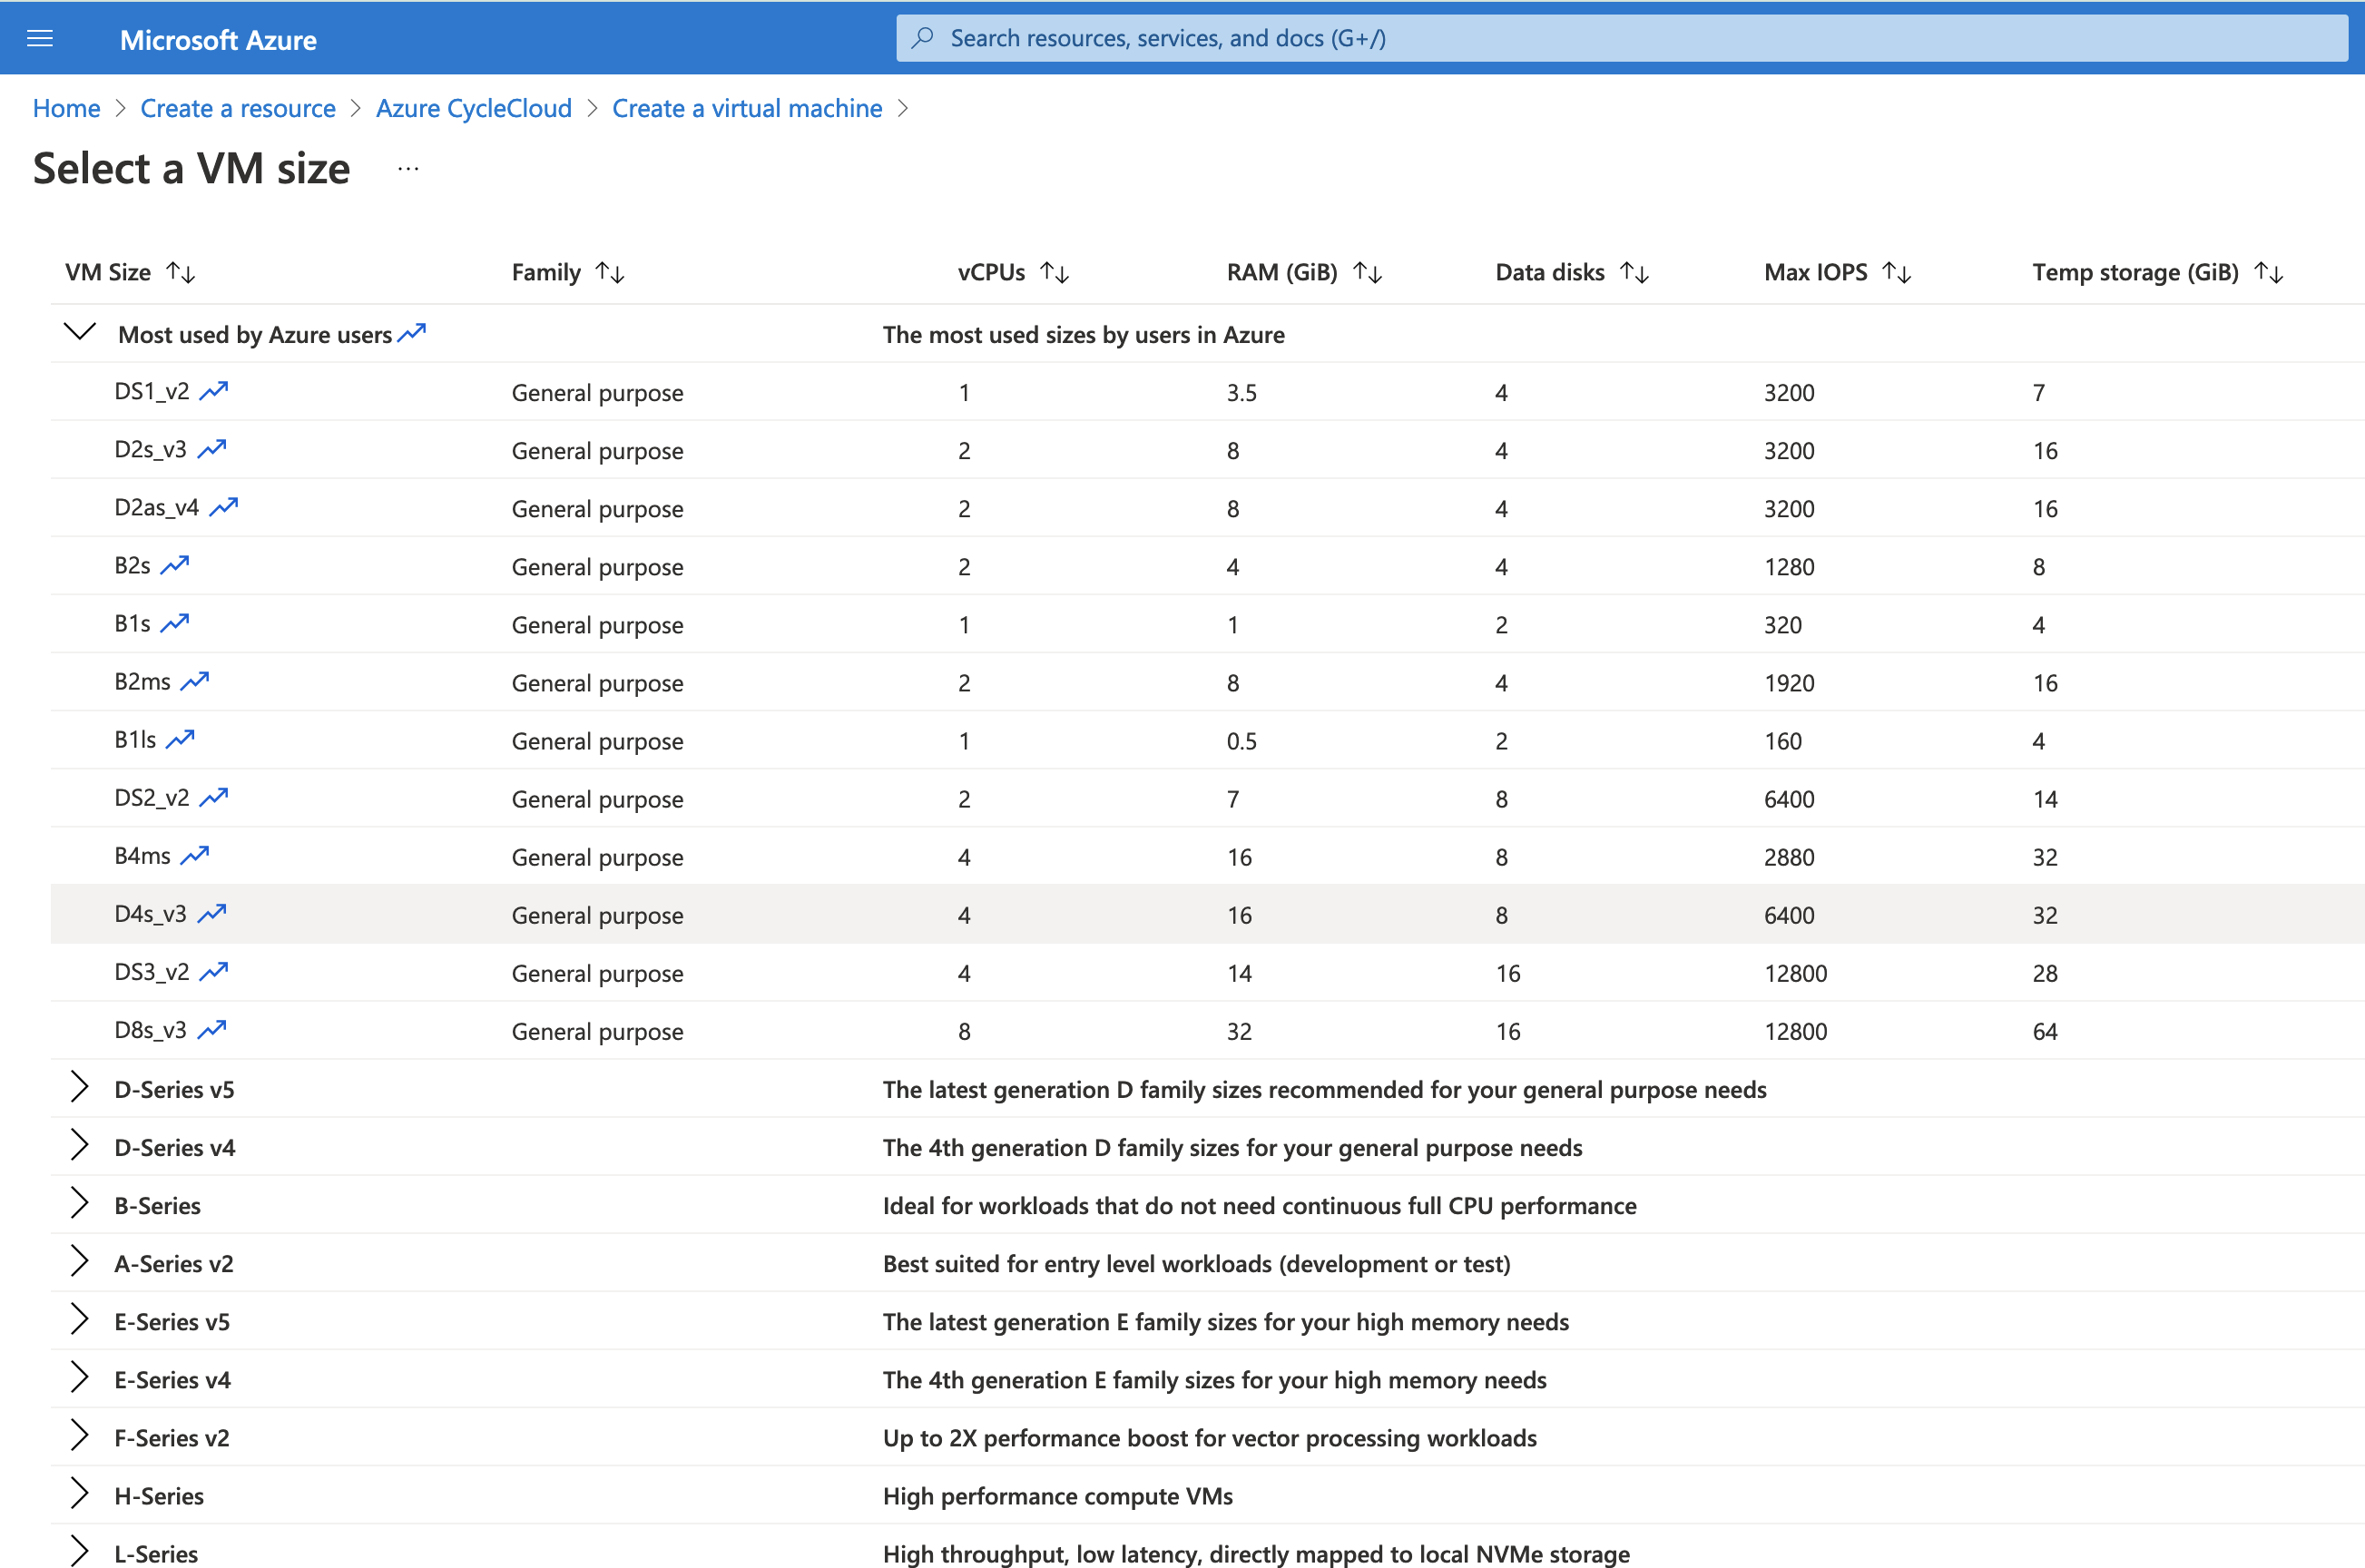 Microsoft Azure
Search resources, services, and docs (G+/)
Home > Create a resource > Azure CycleCloud > Create a virtual machine >
Select a VM size ...
VM Size ↑↓ Family ↑↓ vCPUs ↑↓ RAM (GiB) ↑↓ Data disks ↑↓ Max IOPS ↑↓ Temp storage (GiB) ↑↓
Most used by Azure users The most used sizes by users in Azure
DS1_v2 General purpose 1 3.5 4 3200 7
D2s_v3 General purpose 2 8 4 3200 16
D2as_v4 General purpose 2 8 4 3200 16
B2s General purpose 2 4 4 1280 8
B1s General purpose 1 1 2 320 4
B2ms General purpose 2 8 4 1920 16
B1ls General purpose 1 0.5 2 160 4
DS2_v2 General purpose 2 7 8 6400 14
B4ms General purpose 4 16 8 2880 32
D4s_v3 General purpose 4 16 8 6400 32
DS3_v2 General purpose 4 14 16 12800 28
D8s_v3 General purpose 8 32 16 12800 64
D-Series v5 The latest generation D family sizes recommended for your general purpose needs
D-Series v4 The 4th generation D family sizes for your general purpose needs
B-Series Ideal for workloads that do not need continuous full CPU performance
A-Series v2 Best suited for entry level workloads (development or test)
E-Series v5 The latest generation E family sizes for your high memory needs
E-Series v4 The 4th generation E family sizes for your high memory needs
F-Series v2 Up to 2X performance boost for vector processing workloads
H-Series High performance compute VMs
L-Series High throughput, low latency, directly mapped to local NVMe storage